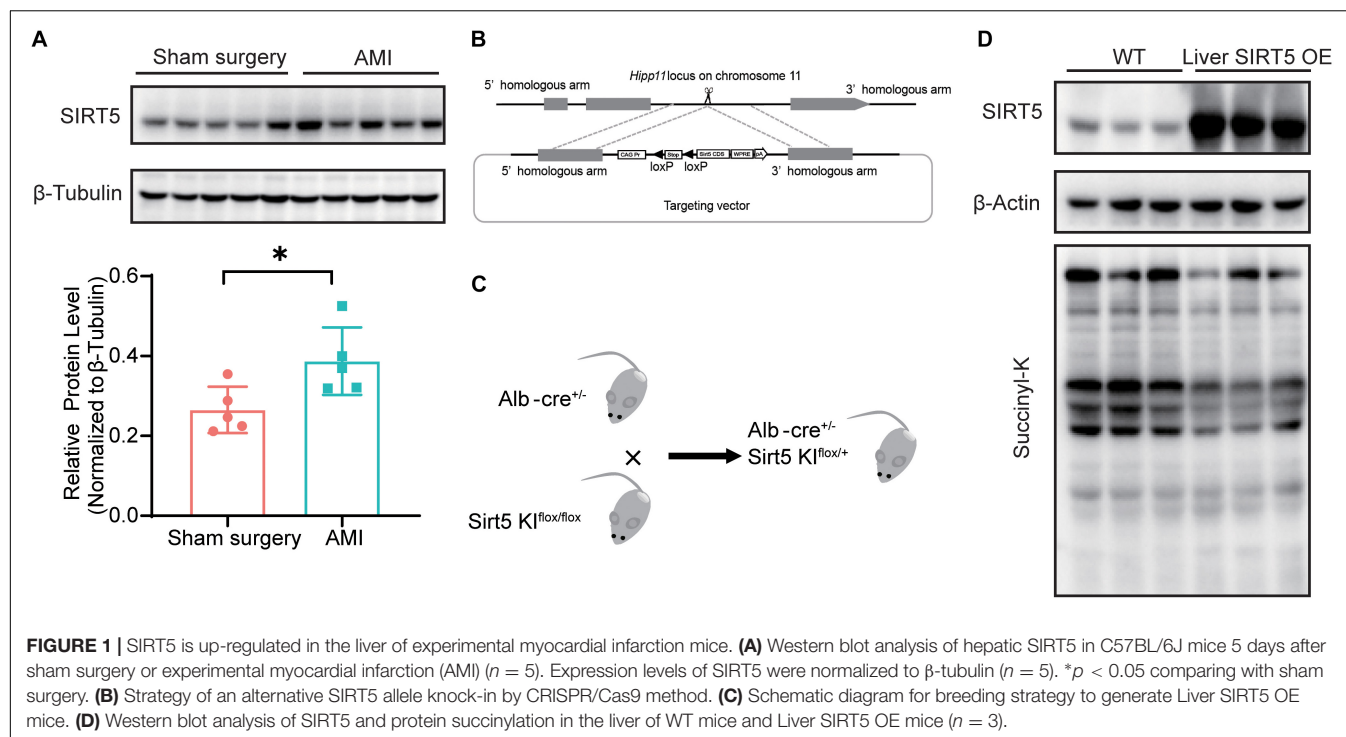 A
Sham surgery AMI
SIRT5
β-Tubulin
*
Relative Protein Level
(Normalized to β-Tubulin)
0.6
0.4
0.2
0.0
Sham surgery AMI
B
Hipp11 locus on chromosome 11
5' homologous arm 3' homologous arm
CAG Pr Stop Sirt5 CDS WPRE pA
loxP loxP
5' homologous arm 3' homologous arm
Targeting vector
C
Alb-cre+/-
×
Sirt5 KIflox/flox
Alb-cre+/-
Sirt5 KIflox/+
D
WT Liver SIRT5 OE
SIRT5
β-Actin
Succinyl-K
FIGURE 1 | SIRT5 is up-regulated in the liver of experimental myocardial infarction mice. (A) Western blot analysis of hepatic SIRT5 in C57BL/6J mice 5 days after
sham surgery or experimental myocardial infarction (AMI) (n = 5). Expression levels of SIRT5 were normalized to β-tubulin (n = 5). *p < 0.05 comparing with sham
surgery. (B) Strategy of an alternative SIRT5 allele knock-in by CRISPR/Cas9 method. (C) Schematic diagram for breeding strategy to generate Liver SIRT5 OE
mice. (D) Western blot analysis of SIRT5 and protein succinylation in the liver of WT mice and Liver SIRT5 OE mice (n = 3).